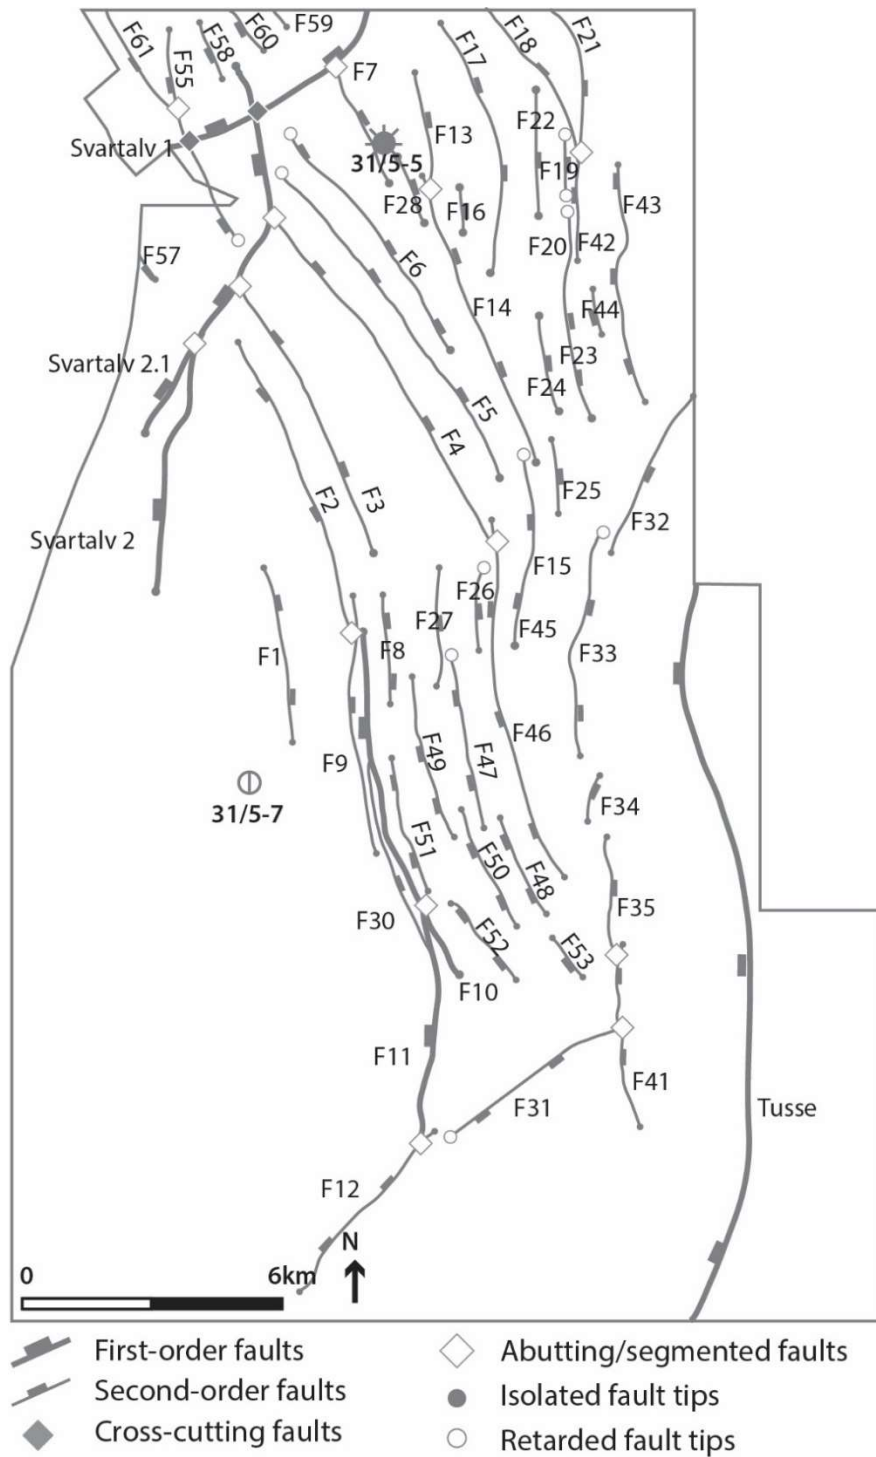 F61
F55
F58
F60
F59
F7
F17
F18
F21
Svartalv 1
31/5-5
F13
F22
F19
F28
F16
F43
F57
F6
F20
F42
F14
F44
Svartalv 2.1
F23
F24
F5
F4
F2
F3
F25
Svartalv 2
F32
F15
F26
F27
F45
F1
F8
F33
F46
F9
F49
F47
31/5-7
F34
F51
F50
F48
F30
F35
F52
F53
F10
F11
F41
F31
Tusse
F12
N
0 6km
First-order faults
Second-order faults
Cross-cutting faults
Abutting/segmented faults
Isolated fault tips
Retarded fault tips